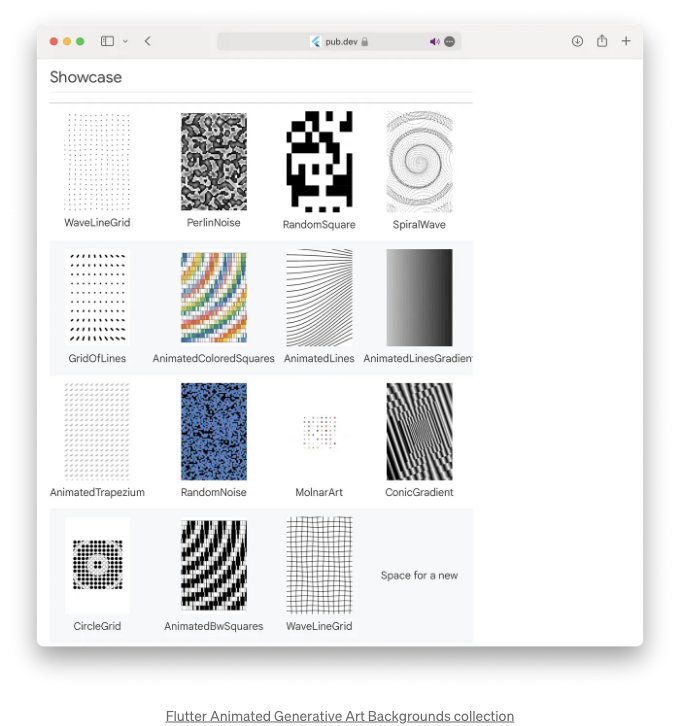 pub.dev
Showcase
WaveLineGrid
PerlinNoise
RandomSquare
SpiralWave
GridOfLines
AnimatedColoredSquares
AnimatedLines
AnimatedLinesGradien
AnimatedTrapezium
RandomNoise
MolnarArt
ConicGradient
CircleGrid
AnimatedBwSquares
WaveLineGrid
Space for a new
Flutter Animated Generative Art Backgrounds collection